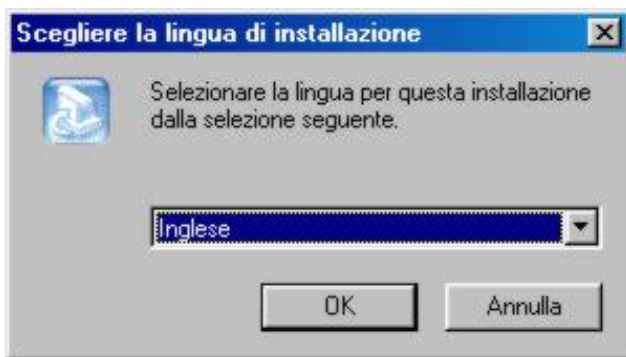 Scegliere la lingua di installazione
Selezionare la lingua per questa installazione
dalla selezione seguente.
Inglese
OK
Annulla